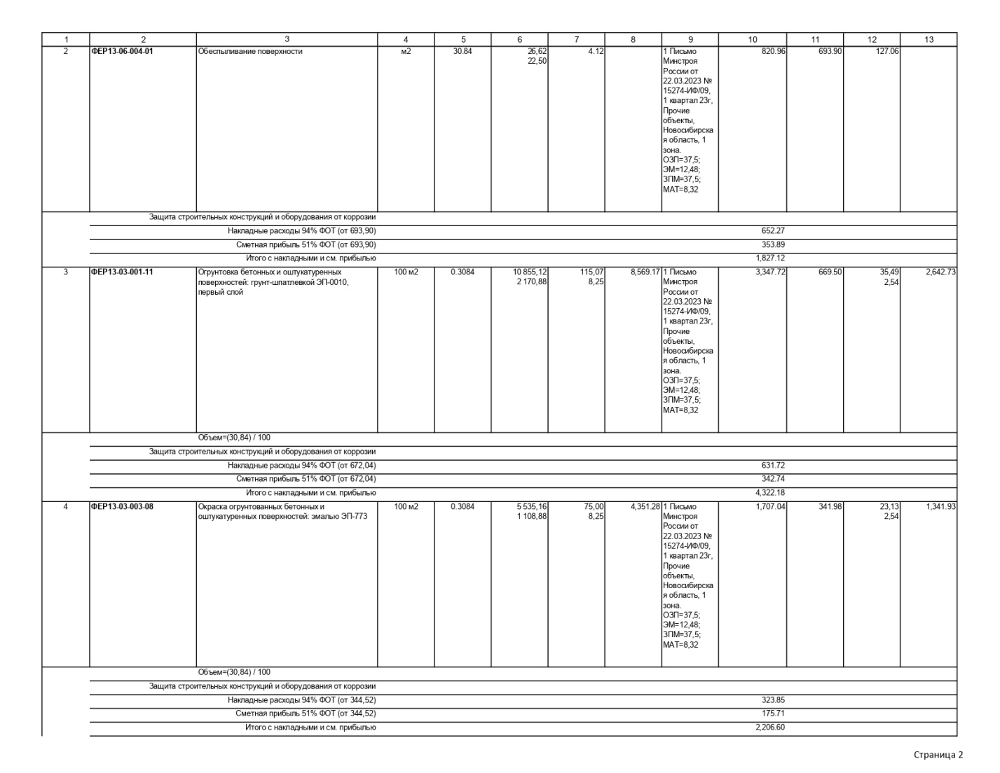 1 2 3 4 5 6 7 8 9 10 11 12 13
2 ФЕР13-06-004-01 Обеспыливание поверхности м2 30.84 26,62 4.12 1 Письмо 820.96 693.90 127.06
22,50 Минстроя
России от
22.03.2023 №
15274-ИФ/09,
1 квартал 23г,
Прочие
объекты,
Новосибирска
я область, 1
зона.
ОЗП=37,5;
ЭМ=12,48;
ЗПМ=37,5;
МАТ=8,32
Защита строительных конструкций и оборудования от коррозии
Накладные расходы 94% ФОТ (от 693,90) 652.27
Сметная прибыль 51% ФОТ (от 693,90) 353.89
Итого с накладными и см. прибылью 1,827.12
3 ФЕР13-03-001-11 Огрунтовка бетонных и оштукатуренных 100 м2 0.3084 10 855,12 115,07 8,569.17 1 Письмо 3,347.72 669.50 35,49 2,642.73
поверхностей: грунт-шпатлевкой ЭП-0010, 2 170,88 8,25 Минстроя 2,54
первый слой России от
22.03.2023 №
15274-ИФ/09,
1 квартал 23г,
Прочие
объекты,
Новосибирска
я область, 1
зона.
ОЗП=37,5;
ЭМ=12,48;
ЗПМ=37,5;
МАТ=8,32
Объем=(30,84) / 100
Защита строительных конструкций и оборудования от коррозии
Накладные расходы 94% ФОТ (от 672,04) 631.72
Сметная прибыль 51% ФОТ (от 672,04) 342.74
Итого с накладными и см. прибылью 4,322.18
4 ФЕР13-03-003-08 Окраска огрунтованных бетонных и 100 м2 0.3084 5 535,16 75,00 4,351.28 1 Письмо 1,707.04 341.98 23,13 1,341.93
оштукатуренных поверхностей: эмалью ЭП-773 1 108,88 8,25 Минстроя 2,54
России от
22.03.2023 №
15274-ИФ/09,
1 квартал 23г,
Прочие
объекты,
Новосибирска
я область, 1
зона.
ОЗП=37,5;
ЭМ=12,48;
ЗПМ=37,5;
МАТ=8,32
Объем=(30,84) / 100
Защита строительных конструкций и оборудования от коррозии
Накладные расходы 94% ФОТ (от 344,52) 323.85
Сметная прибыль 51% ФОТ (от 344,52) 175.71
Итого с накладными и см. прибылью 2,206.60
Страница 2